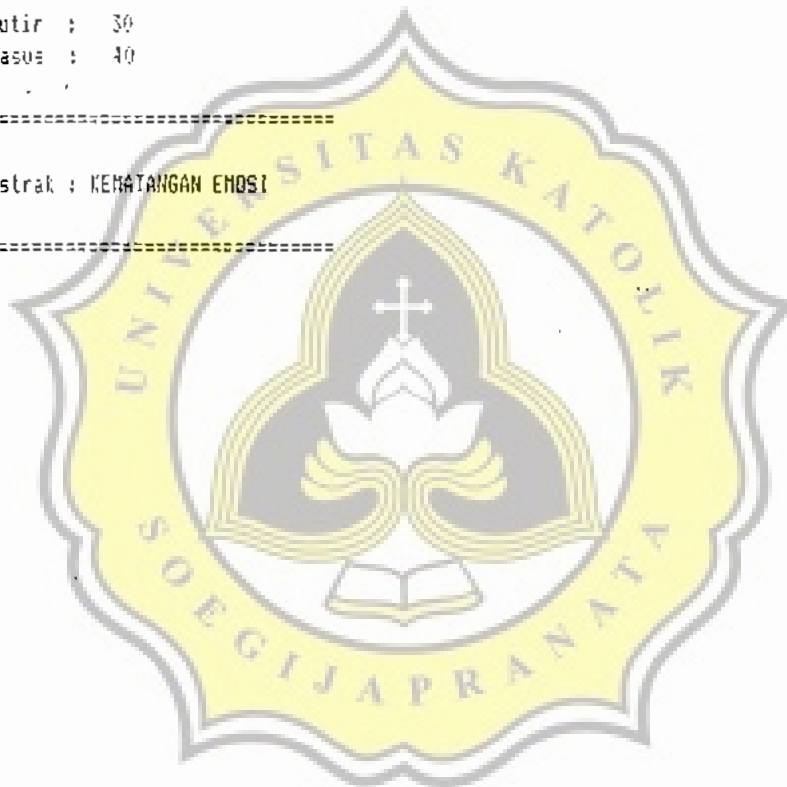 utir : 30
asus : 40
==============================
strak : KEMATANGAN EMOSI
==============================
UNIVERSITAS KATOLIK
SOEGIJAPRANATA